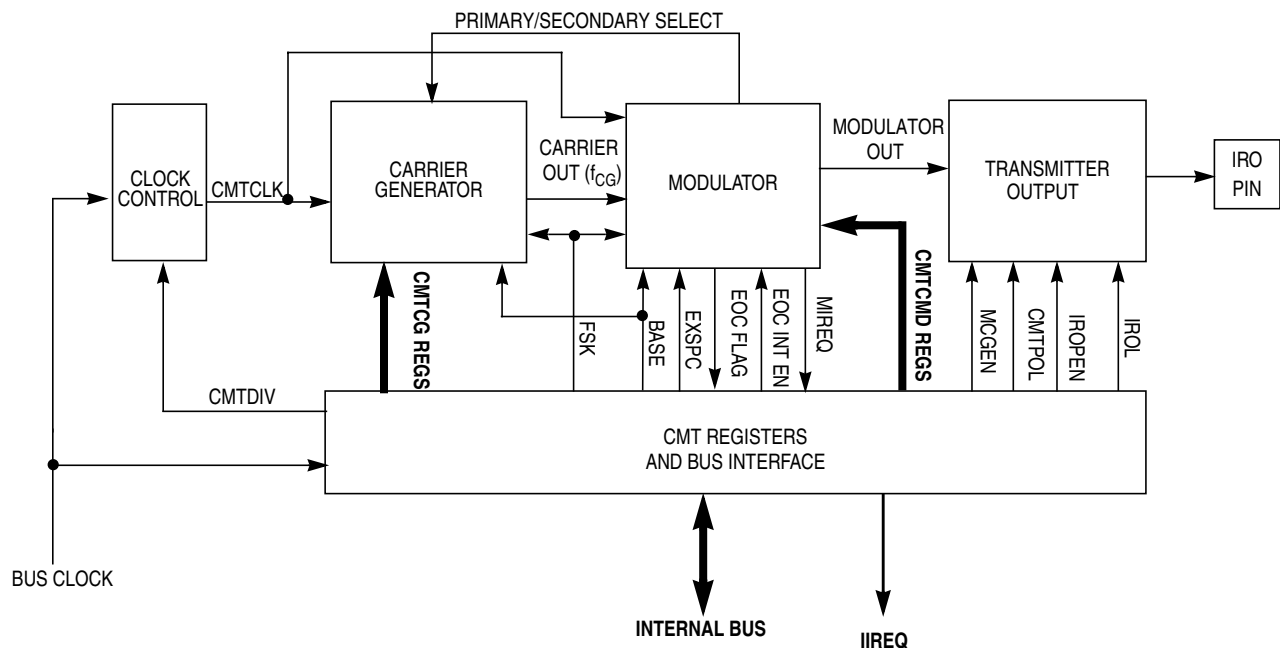 PRIMARY/SECONDARY SELECT
CLOCK
CONTROL
CMTCLK
CARRIER
GENERATOR
CARRIER
OUT (fCG)
MODULATOR
MODULATOR
OUT
TRANSMITTER
OUTPUT
IRO
PIN
CMTCG REGS
FSK
BASE
EXSPC
EOC FLAG
EOC INT EN
MIREQ
CMTCMD REGS
MCGEN
CMTPOL
IROPEN
IROL
CMTDIV
CMT REGISTERS
AND BUS INTERFACE
BUS CLOCK
INTERNAL BUS
IIREQ